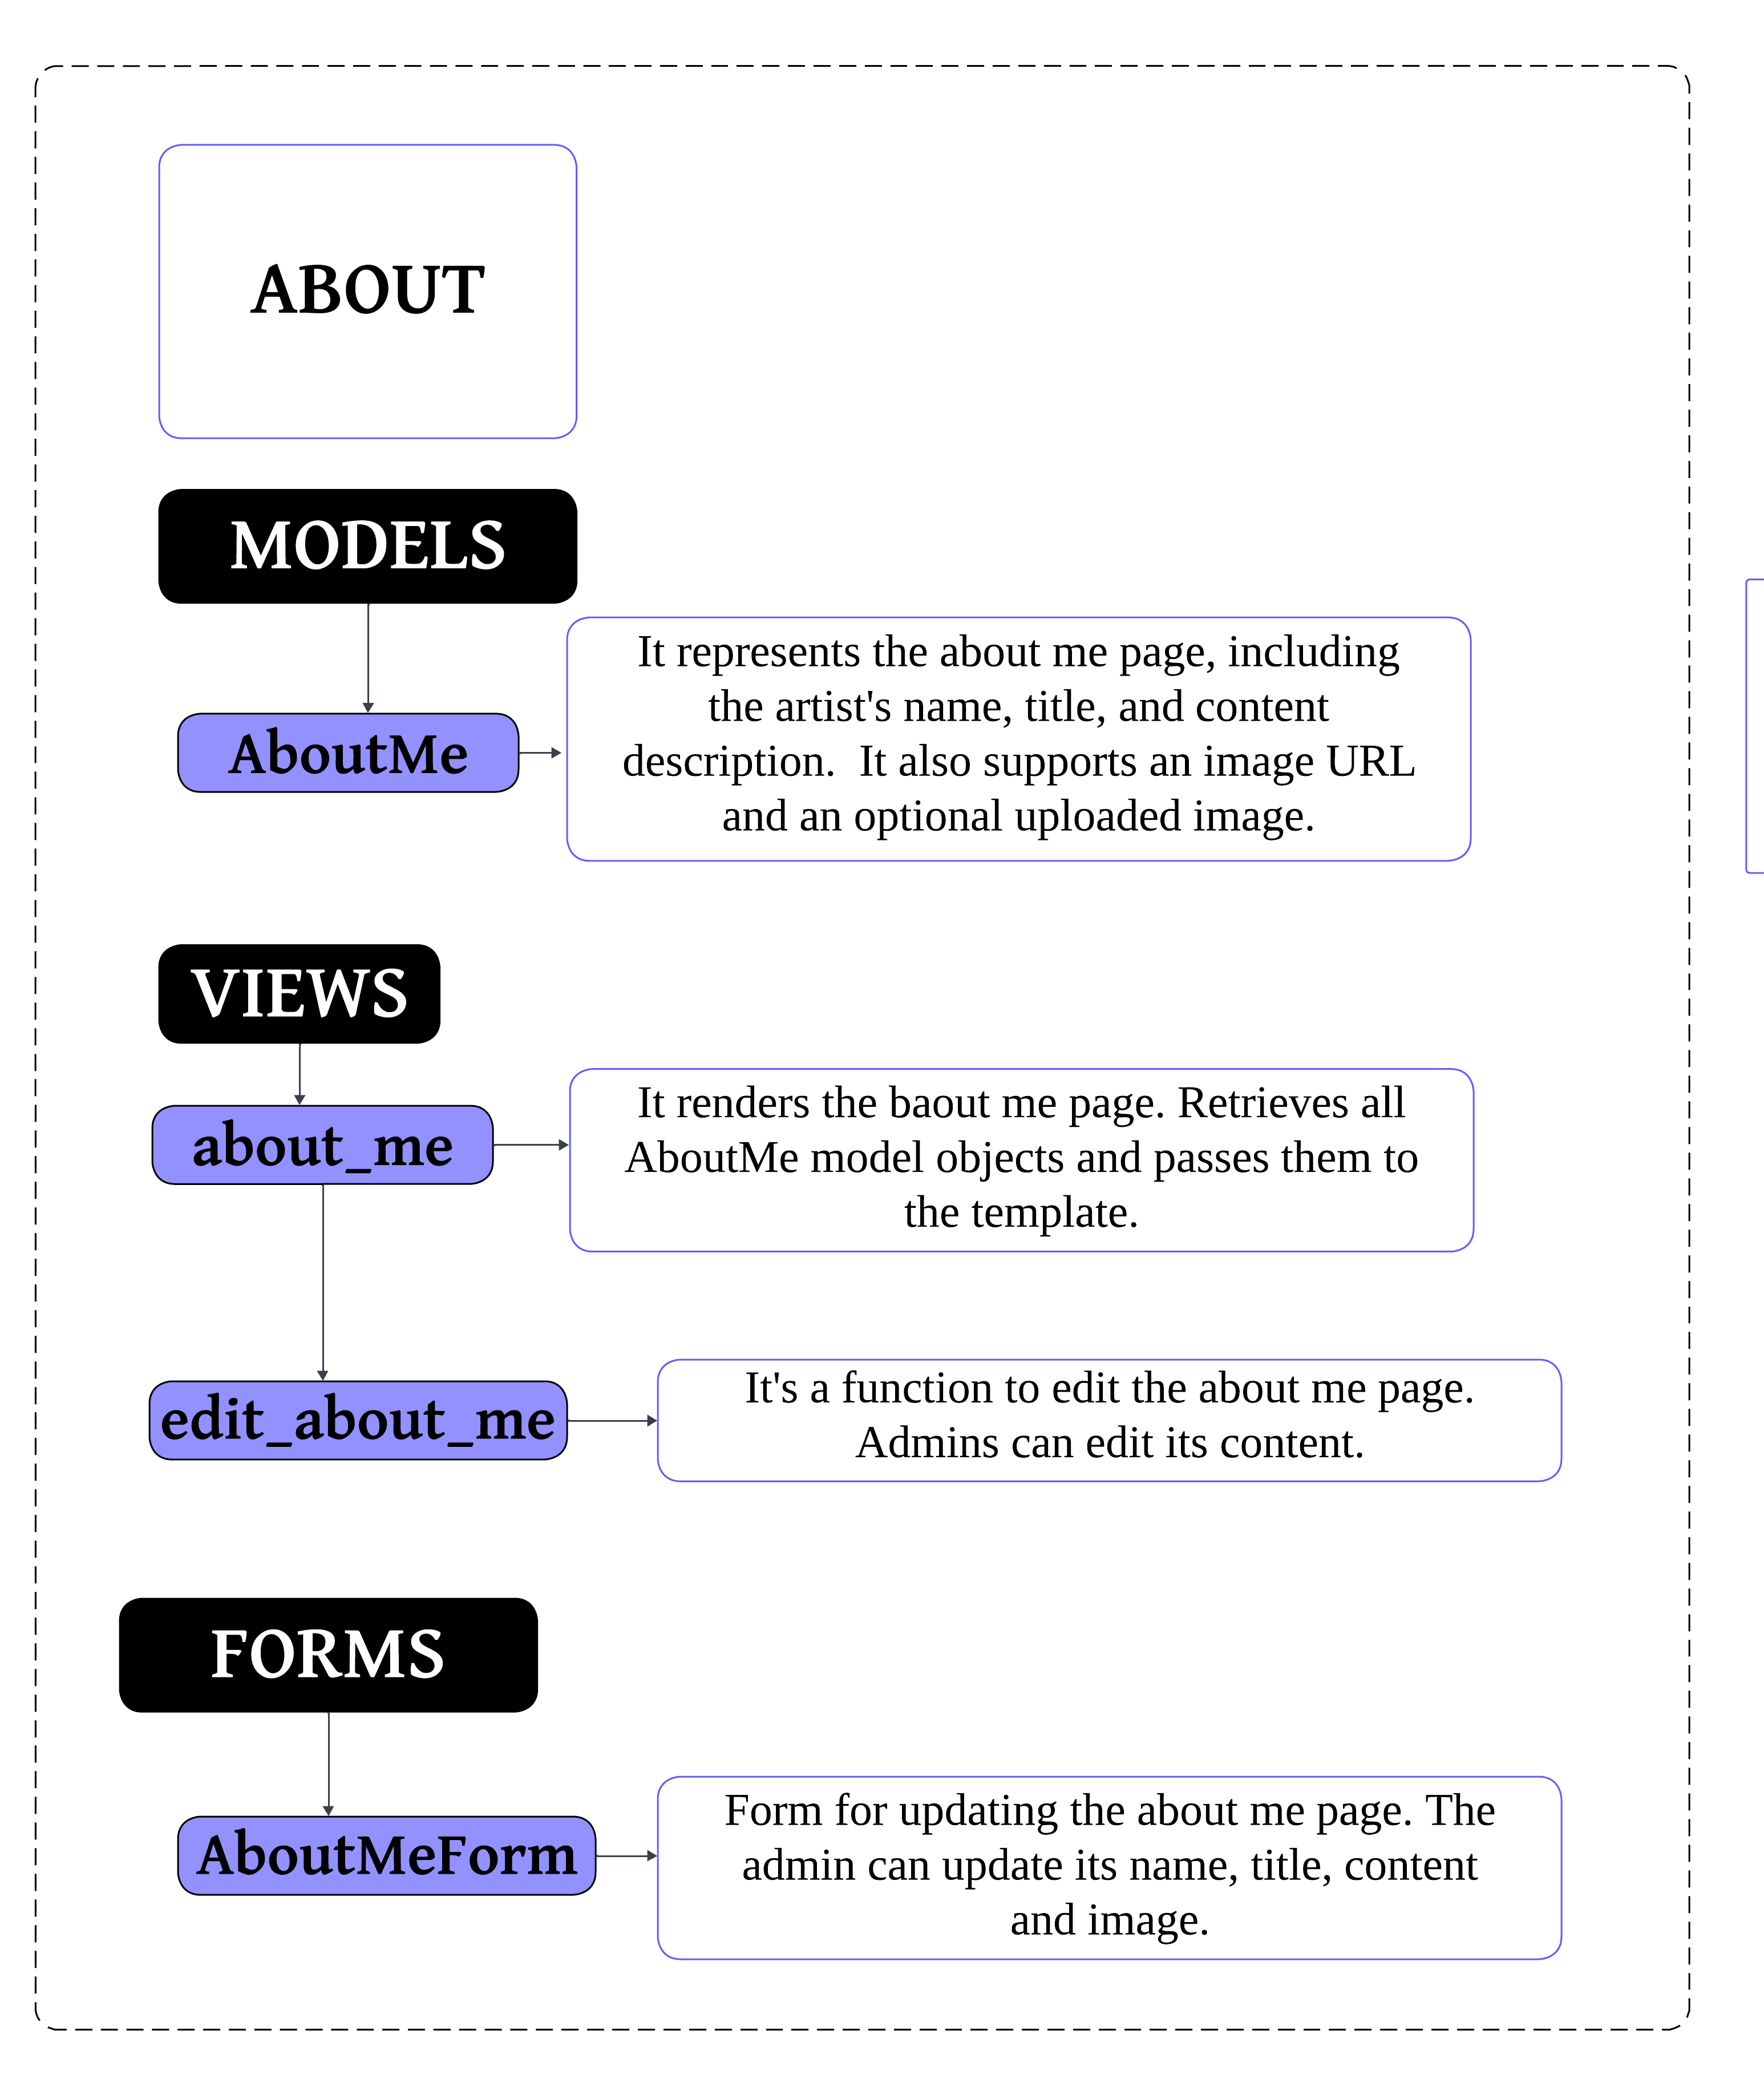 ABOUT
MODELS
AboutMe
It represents the about me page, including
the artist's name, title, and content
description.  It also supports an image URL
and an optional uploaded image.
VIEWS
about_me
It renders the baout me page. Retrieves all
AboutMe model objects and passes them to
the template.
edit_about_me
It's a function to edit the about me page.
Admins can edit its content.
FORMS
AboutMeForm
Form for updating the about me page. The
admin can update its name, title, content
and image.